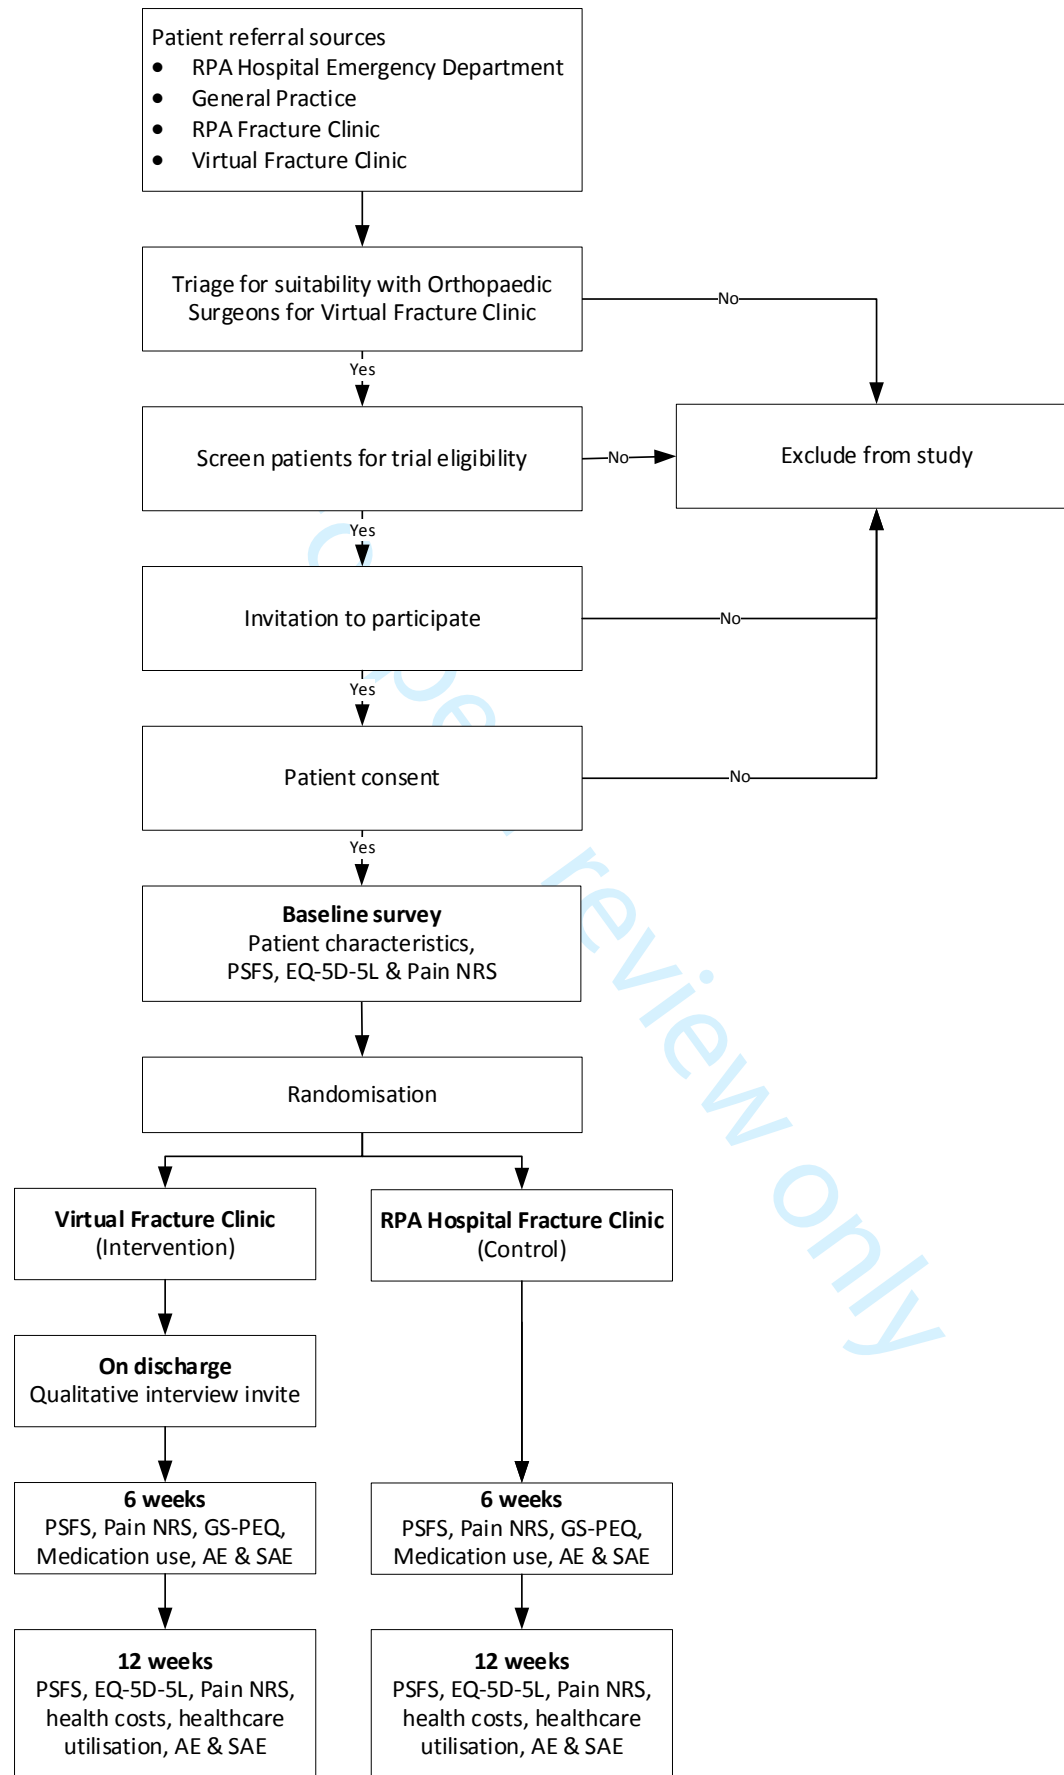 Patient referral sources
• RPA Hospital Emergency Department
• General Practice
• RPA Fracture Clinic
• Virtual Fracture Clinic
Triage for suitability with Orthopaedic
Surgeons for Virtual Fracture Clinic
No
Yes
Screen patients for trial eligibility
No
Exclude from study
Yes
Invitation to participate
No
Yes
Patient consent
No
Yes
Baseline survey
Patient characteristics,
PSFS, EQ-5D-5L & Pain NRS
Randomisation
Virtual Fracture Clinic
(Intervention)
RPA Hospital Fracture Clinic
(Control)
On discharge
Qualitative interview invite
6 weeks
PSFS, Pain NRS, GS-PEQ,
Medication use, AE & SAE
6 weeks
PSFS, Pain NRS, GS-PEQ,
Medication use, AE & SAE
12 weeks
PSFS, EQ-5D-5L, Pain NRS,
health costs, healthcare
utilisation, AE & SAE
12 weeks
PSFS, EQ-5D-5L, Pain NRS,
health costs, healthcare
utilisation, AE & SAE
review only